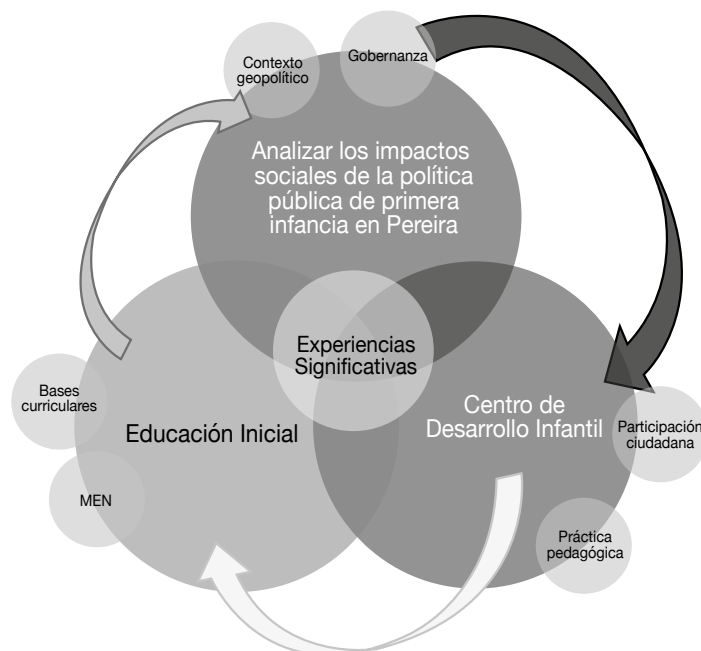 Contexto
geopolítico
Gobernanza
Analizar los impactos
sociales de la política
pública de primera
infancia en Pereira
Experiencias
Significativas
Bases
curriculares
Educación Inicial
MEN
Centro de
Desarrollo Infantil
Participación
ciudadana
Práctica
pedagógica